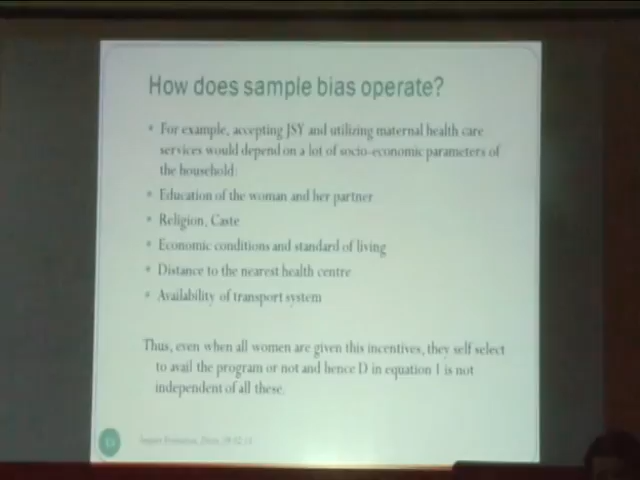 How does sample bias operate?
• For example, accepting JSY and utilizing maternal health care
services would depend on a lot of socio-economic parameters of
the household:
• Education of the woman and her partner
• Religion, Caste
• Economic conditions and standard of living
• Distance to the nearest health centre
• Availability of transport system
Thus, even when all women are given this incentives, they self select
to avail the program or not and hence D in equation 1 is not
independent of all these.